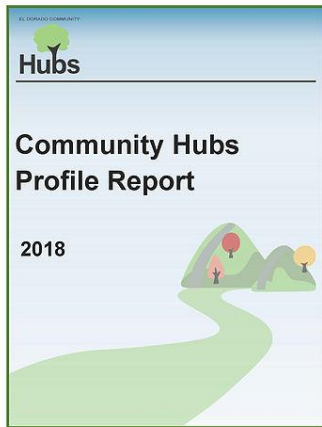 EL DORADO COMMUNITY
Hubs
Community Hubs
Profile Report
2018